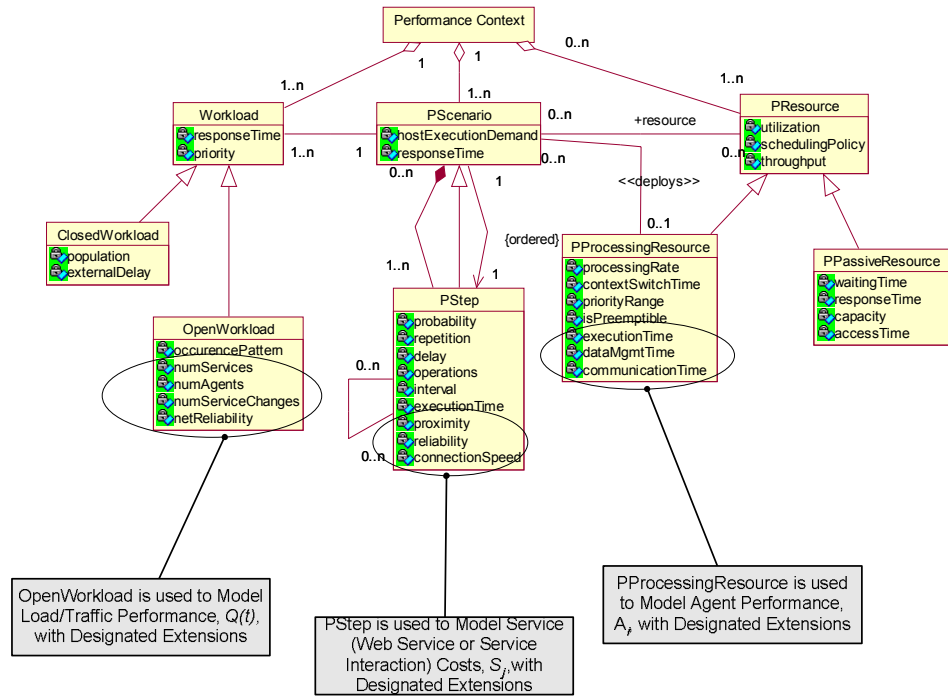 Performance Context
1
1
0..n
1..n
1..n
1..n
Workload
responseTime
priority
PScenario
hostExecutionDemand
responseTime
PResource
utilization
schedulingPolicy
throughput
1..n
1
0..n
+resource
0..n
0..n
0..n
1
<<deploys>>
0..1
{ordered}
1..n
1
ClosedWorkload
population
externalDelay
PProcessingResource
processingRate
contextSwitchTime
priorityRange
isPreemptible
executionTime
dataMgmtTime
communicationTime
PPassiveResource
waitingTime
responseTime
capacity
accessTime
OpenWorkload
occurencePattern
numServices
numAgents
numServiceChanges
netReliability
PStep
probability
repetition
delay
operations
interval
executionTime
proximity
reliability
connectionSpeed
0..n
0..n
OpenWorkload is used to Model
Load/Traffic Performance, Q(t),
with Designated Extensions
PStep is used to Model Service
(Web Service or Service
Interaction) Costs, Sj, with
Designated Extensions
PProcessingResource is used
to Model Agent Performance,
Ai, with Designated Extensions